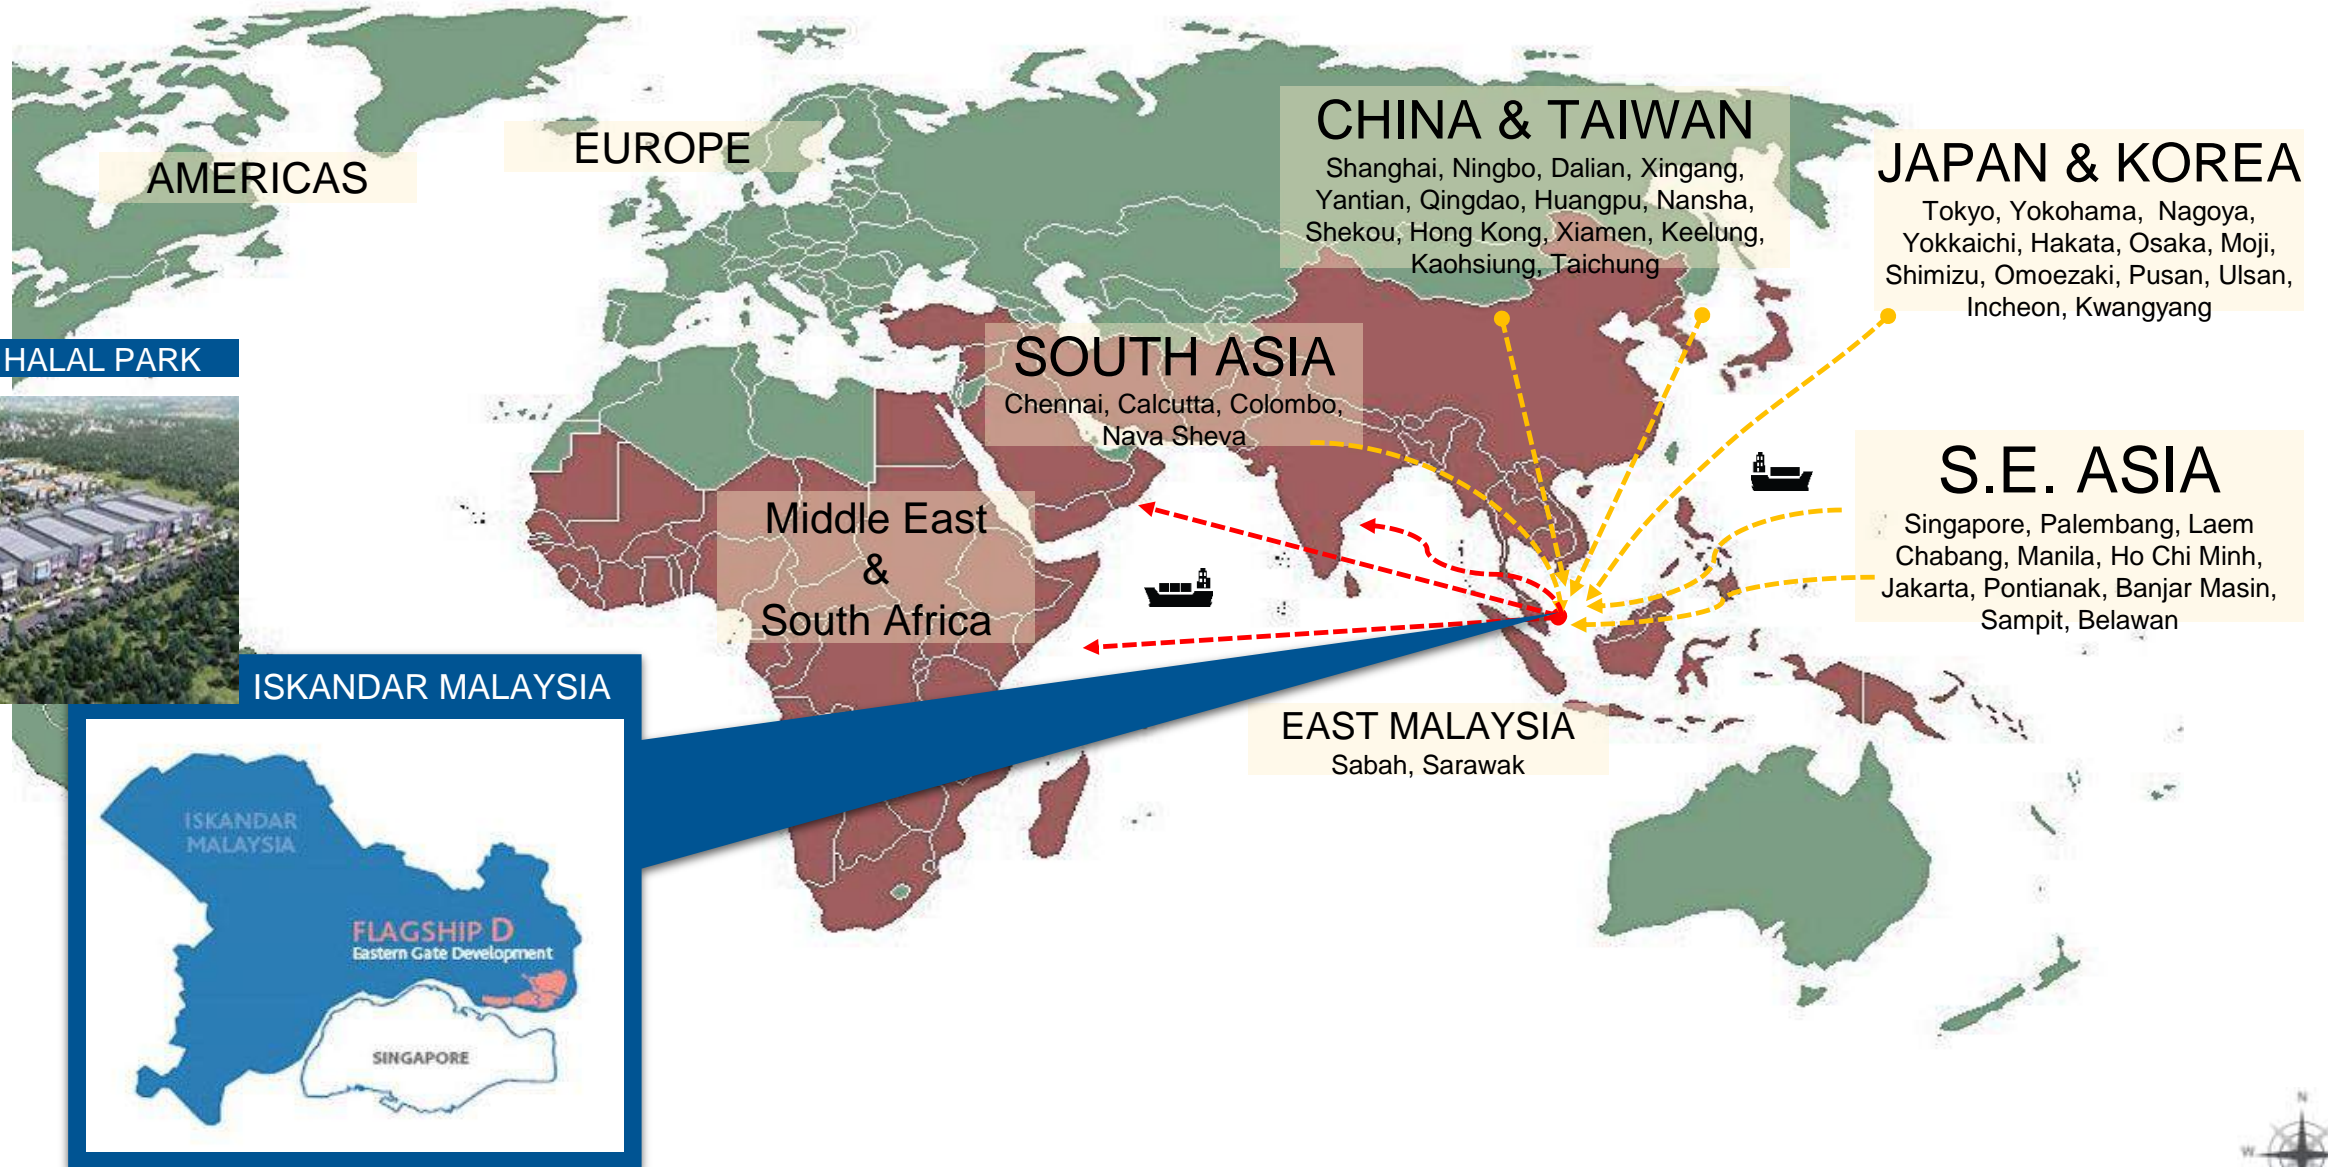 AMERICAS
EUROPE
CHINA & TAIWAN
Shanghai, Ningbo, Dalian, Xingang,
Yantian, Qingdao, Huangpu, Nansha,
Shekou, Hong Kong, Xiamen, Keelung,
Kaohsiung, Taichung
JAPAN & KOREA
Tokyo, Yokohama, Nagoya,
Yokkaichi, Hakata, Osaka, Moji,
Shimizu, Omoezaki, Pusan, Ulsan,
Incheon, Kwangyang
HALAL PARK
SOUTH ASIA
Chennai, Calcutta, Colombo,
Nava Sheva
S.E. ASIA
Singapore, Palembang, Laem
Chabang, Manila, Ho Chi Minh,
Jakarta, Pontianak, Banjar Masin,
Sampit, Belawan
Middle East
&
South Africa
EAST MALAYSIA
Sabah, Sarawak
ISKANDAR MALAYSIA
ISKANDAR
MALAYSIA
FLAGSHIP D
Eastern Gate Development
SINGAPORE
N
W